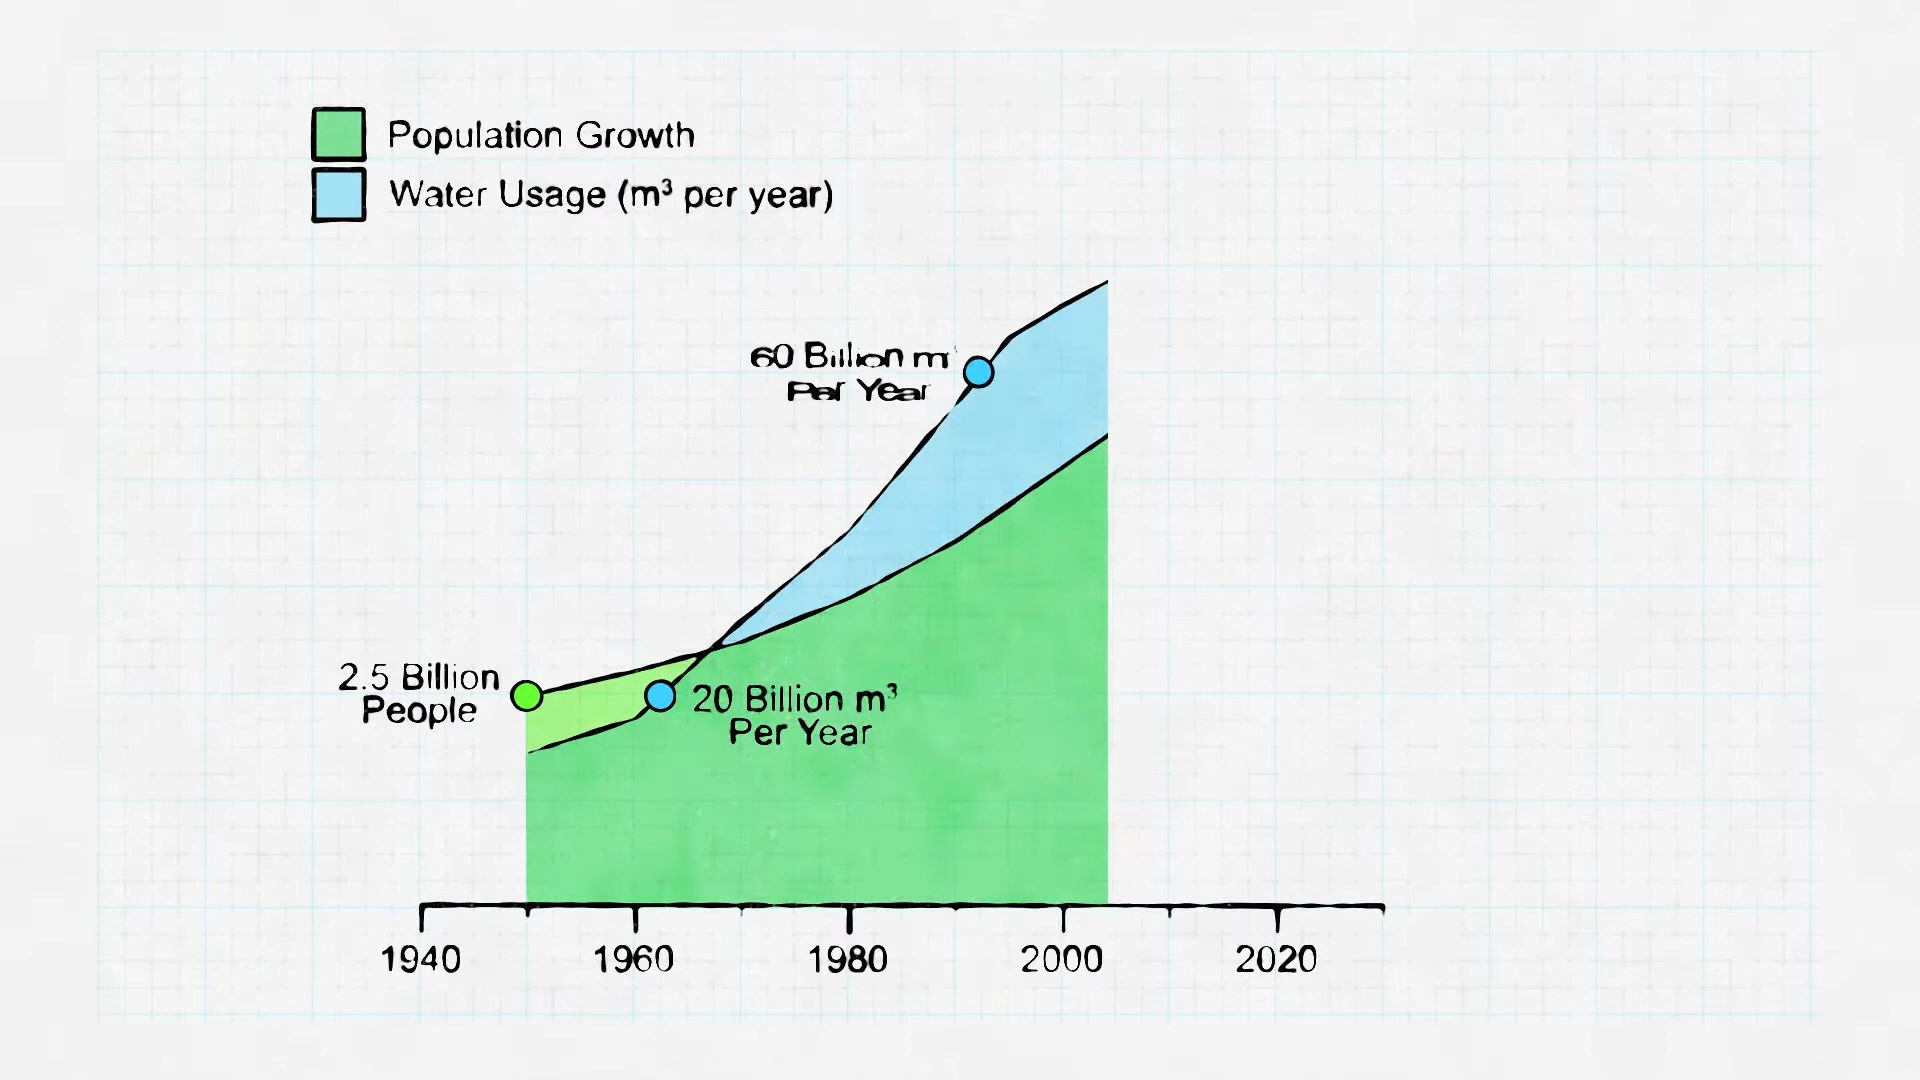 Population Growth
Water Usage (m³ per year)
60 Billion m
Per Year
2.5 Billion
People
20 Billion m³
Per Year
1940 1960 1980 2000 2020